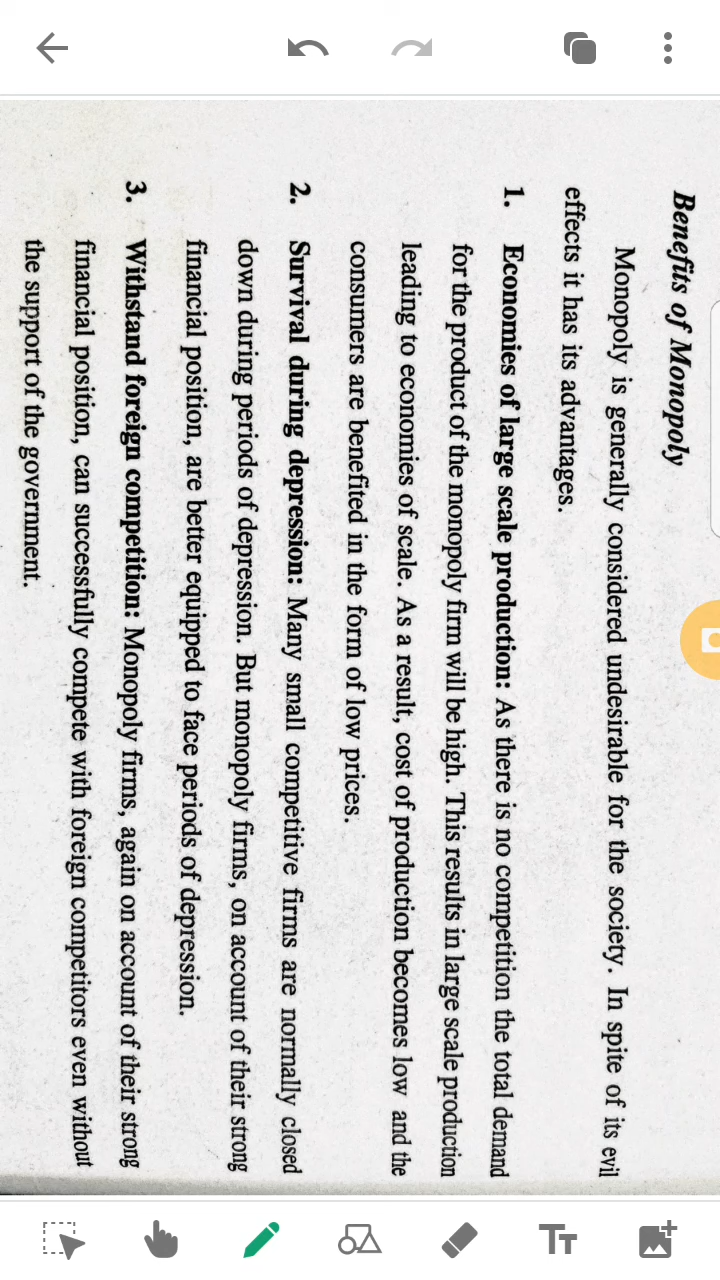 Benefits of Monopoly
Monopoly is generally considered undesirable for the society. In spite of its evil
effects it has its advantages.
1. Economies of large scale production: As there is no competition the total demand
for the product of the monopoly firm will be high. This results in large scale production
leading to economies of scale. As a result, cost of production becomes low and the
consumers are benefited in the form of low prices.
2. Survival during depression: Many small competitive firms are normally closed
down during periods of depression. But monopoly firms, on account of their strong
financial position, are better equipped to face periods of depression.
3. Withstand foreign competition: Monopoly firms, again on account of their strong
financial position, can successfully compete with foreign competitors even without
the support of the government.
TT